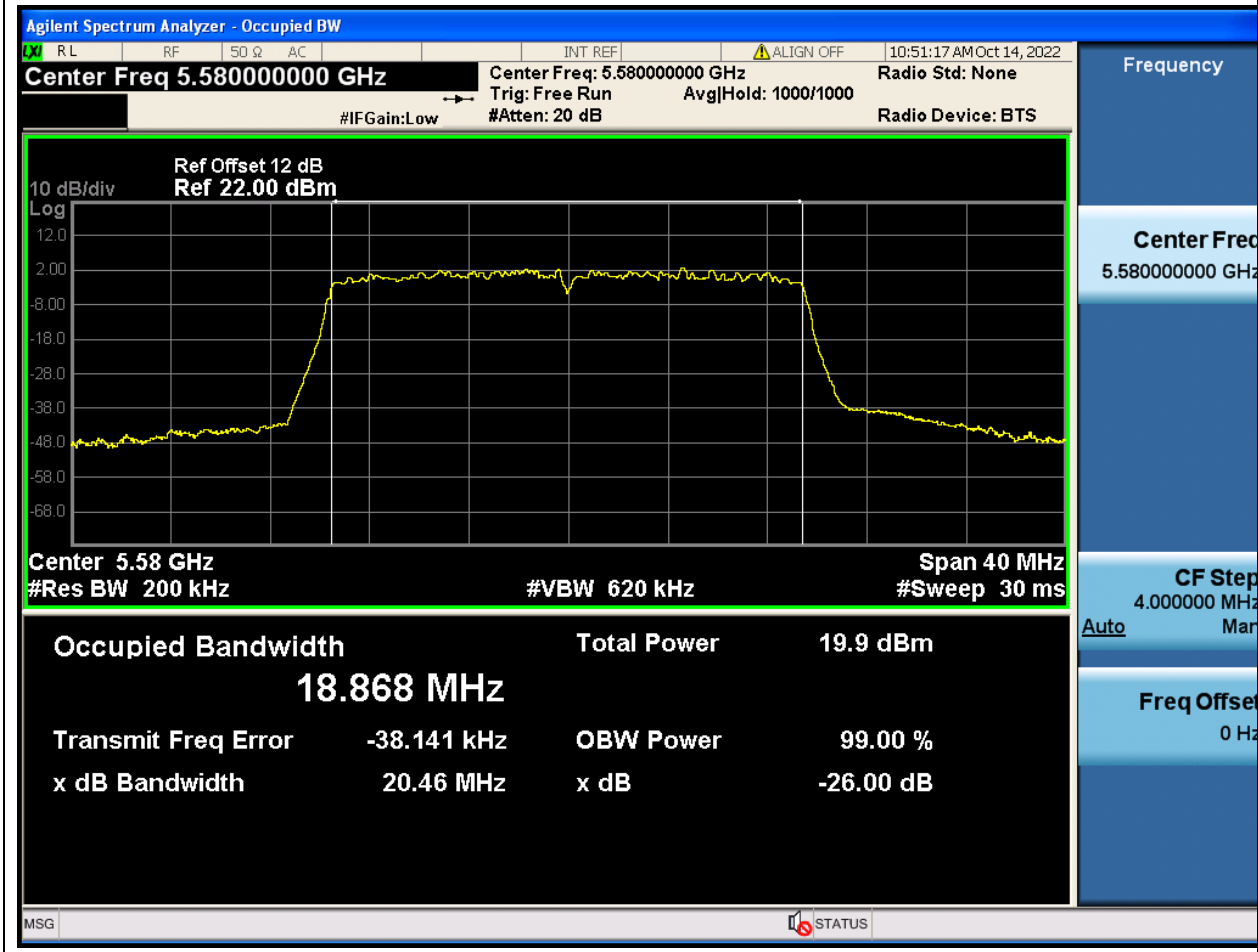 Agilent Spectrum Analyzer - Occupied BW
LXI RL RF 50 Ω AC INT REF ALIGN OFF 10:51:17 AM Oct 14, 2022
Center Freq 5.580000000 GHz
Center Freq: 5.580000000 GHz Radio Std: None
Trig: Free Run Avg|Hold: 1000/1000
#IFGain:Low #Atten: 20 dB Radio Device: BTS
Ref Offset 12 dB
10 dB/div Ref 22.00 dBm
Log
12.0
2.00
-8.00
-18.0
-28.0
-38.0
-48.0
-58.0
-68.0
Center 5.58 GHz Span 40 MHz
#Res BW 200 kHz #VBW 620 kHz #Sweep 30 ms
Occupied Bandwidth Total Power 19.9 dBm
18.868 MHz
Transmit Freq Error -38.141 kHz OBW Power 99.00 %
x dB Bandwidth 20.46 MHz x dB -26.00 dB
MSG STATUS
Frequency
Center Freq
5.580000000 GHz
CF Step
4.000000 MHz
Auto Man
Freq Offset
0 Hz